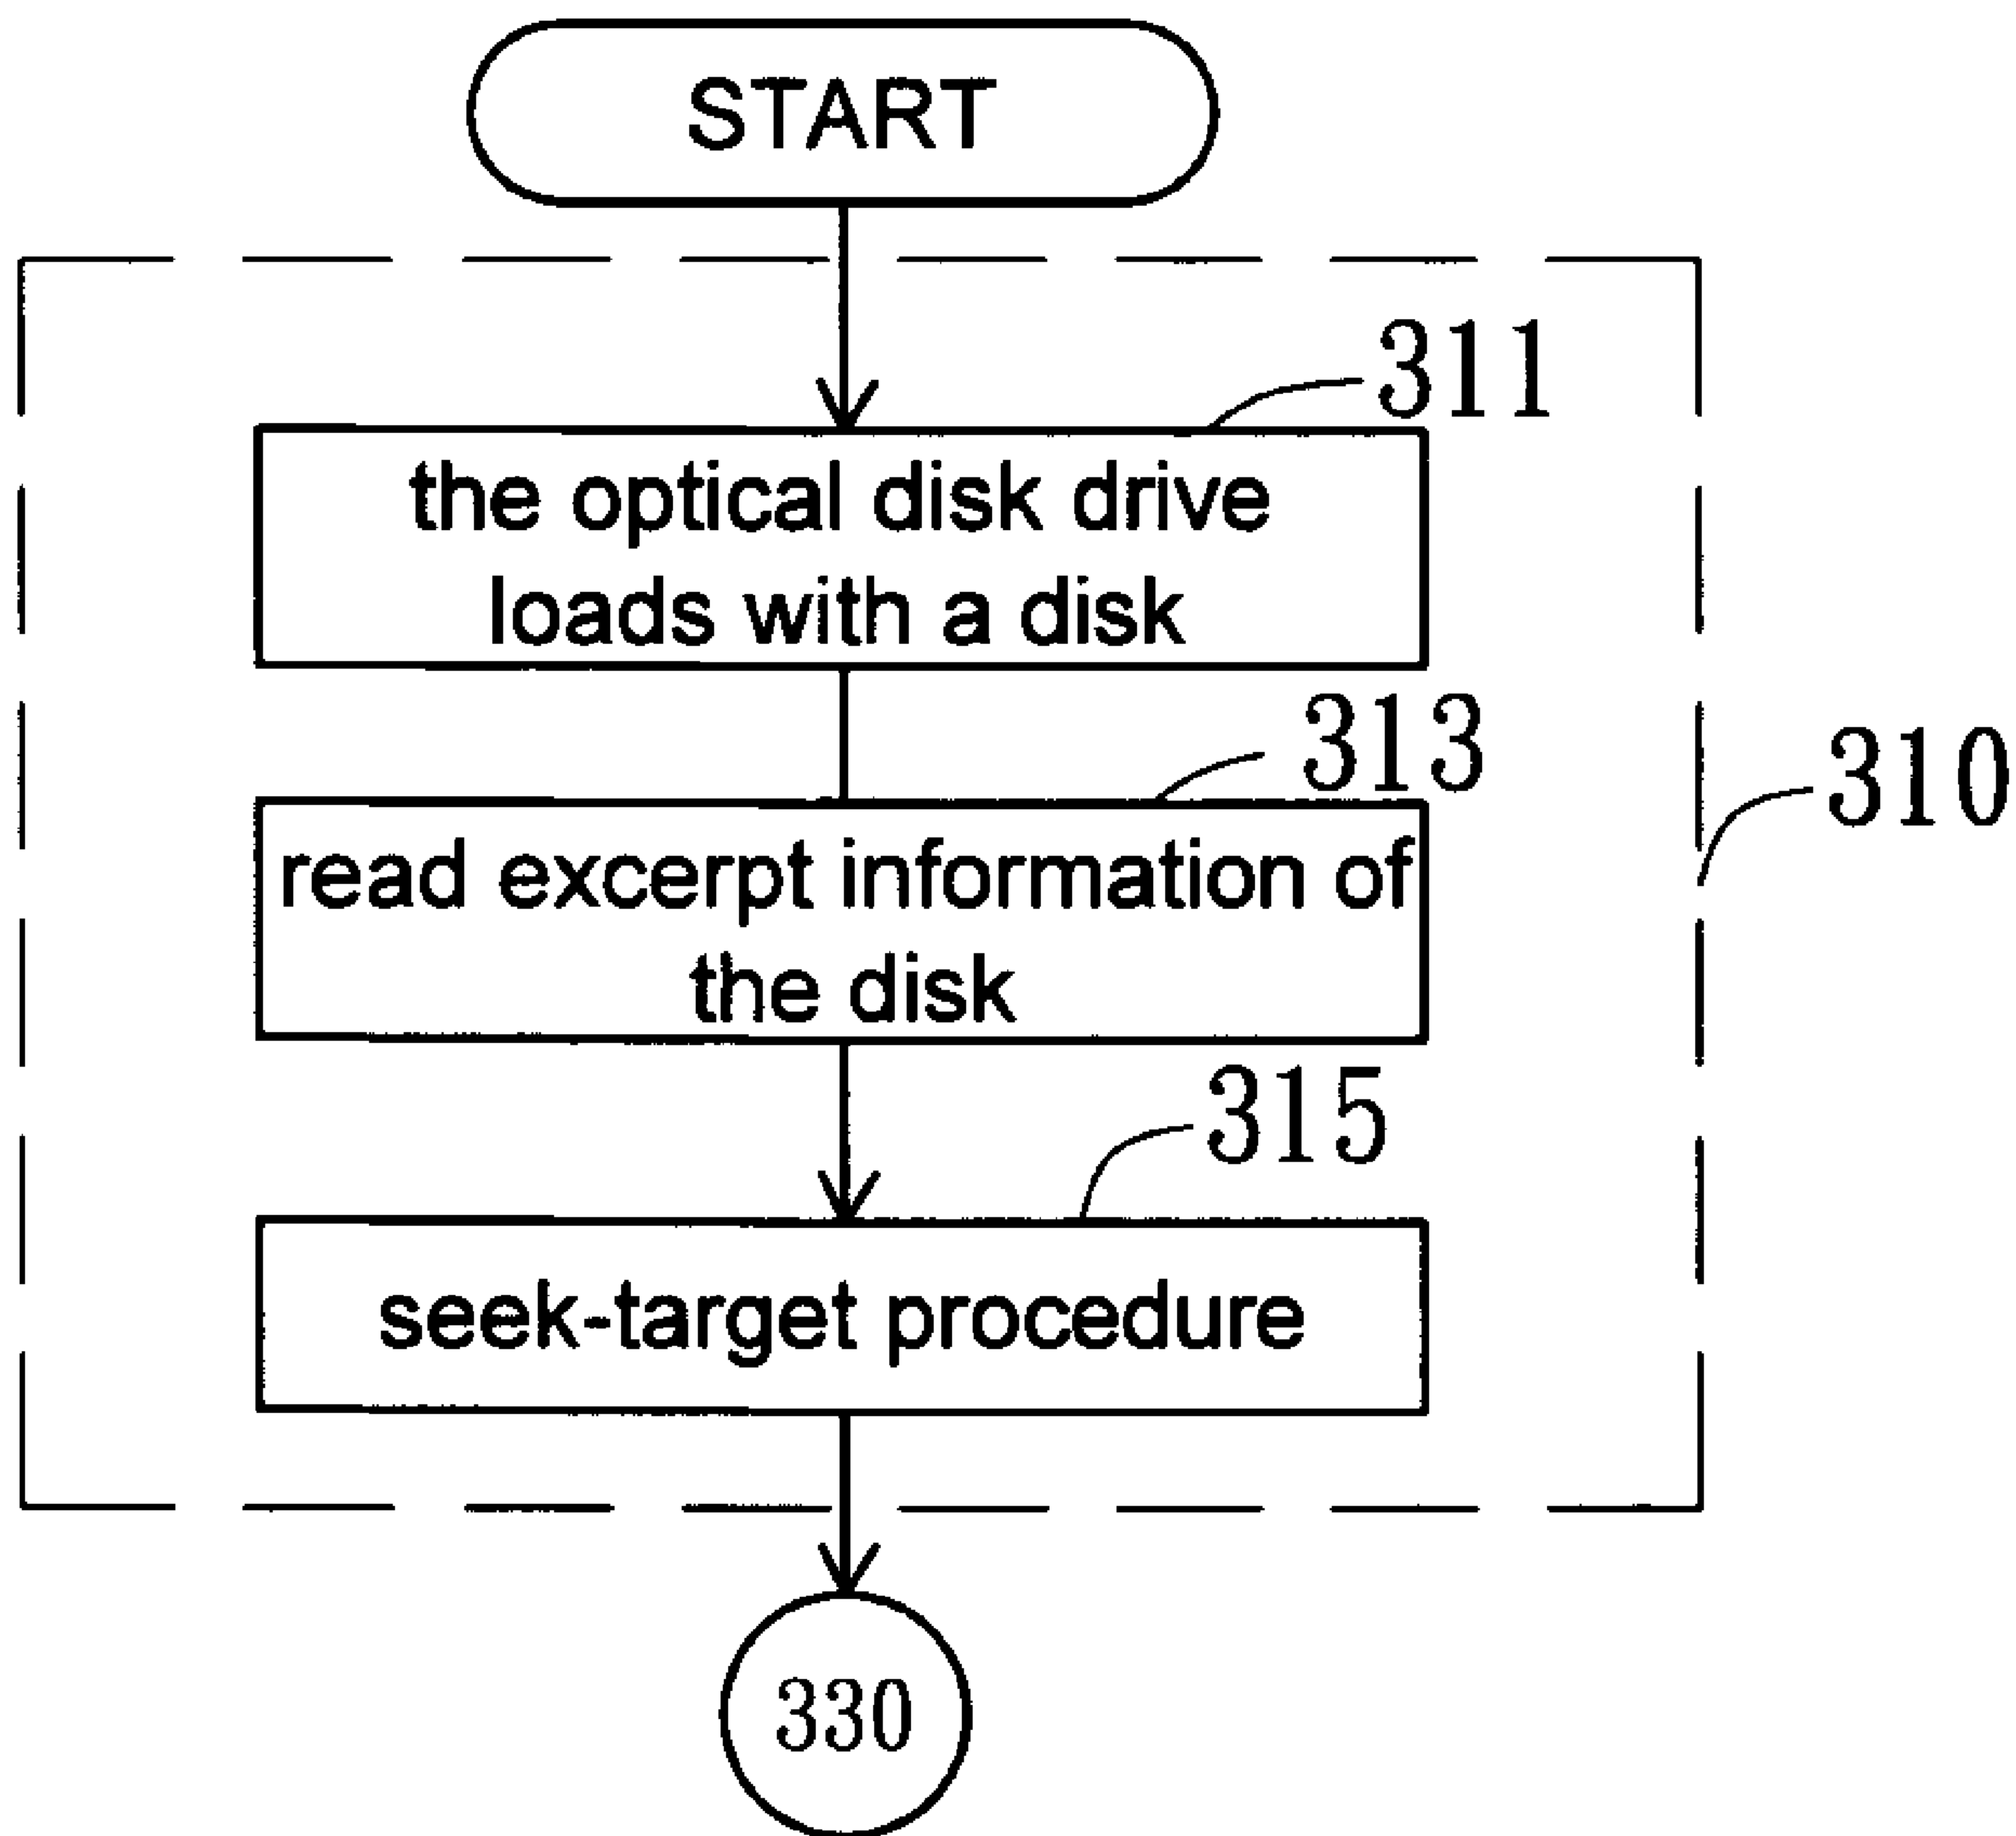 START
311
the optical disk drive
loads with a disk
313
310
read excerpt information of
the disk
315
seek-target procedure
330